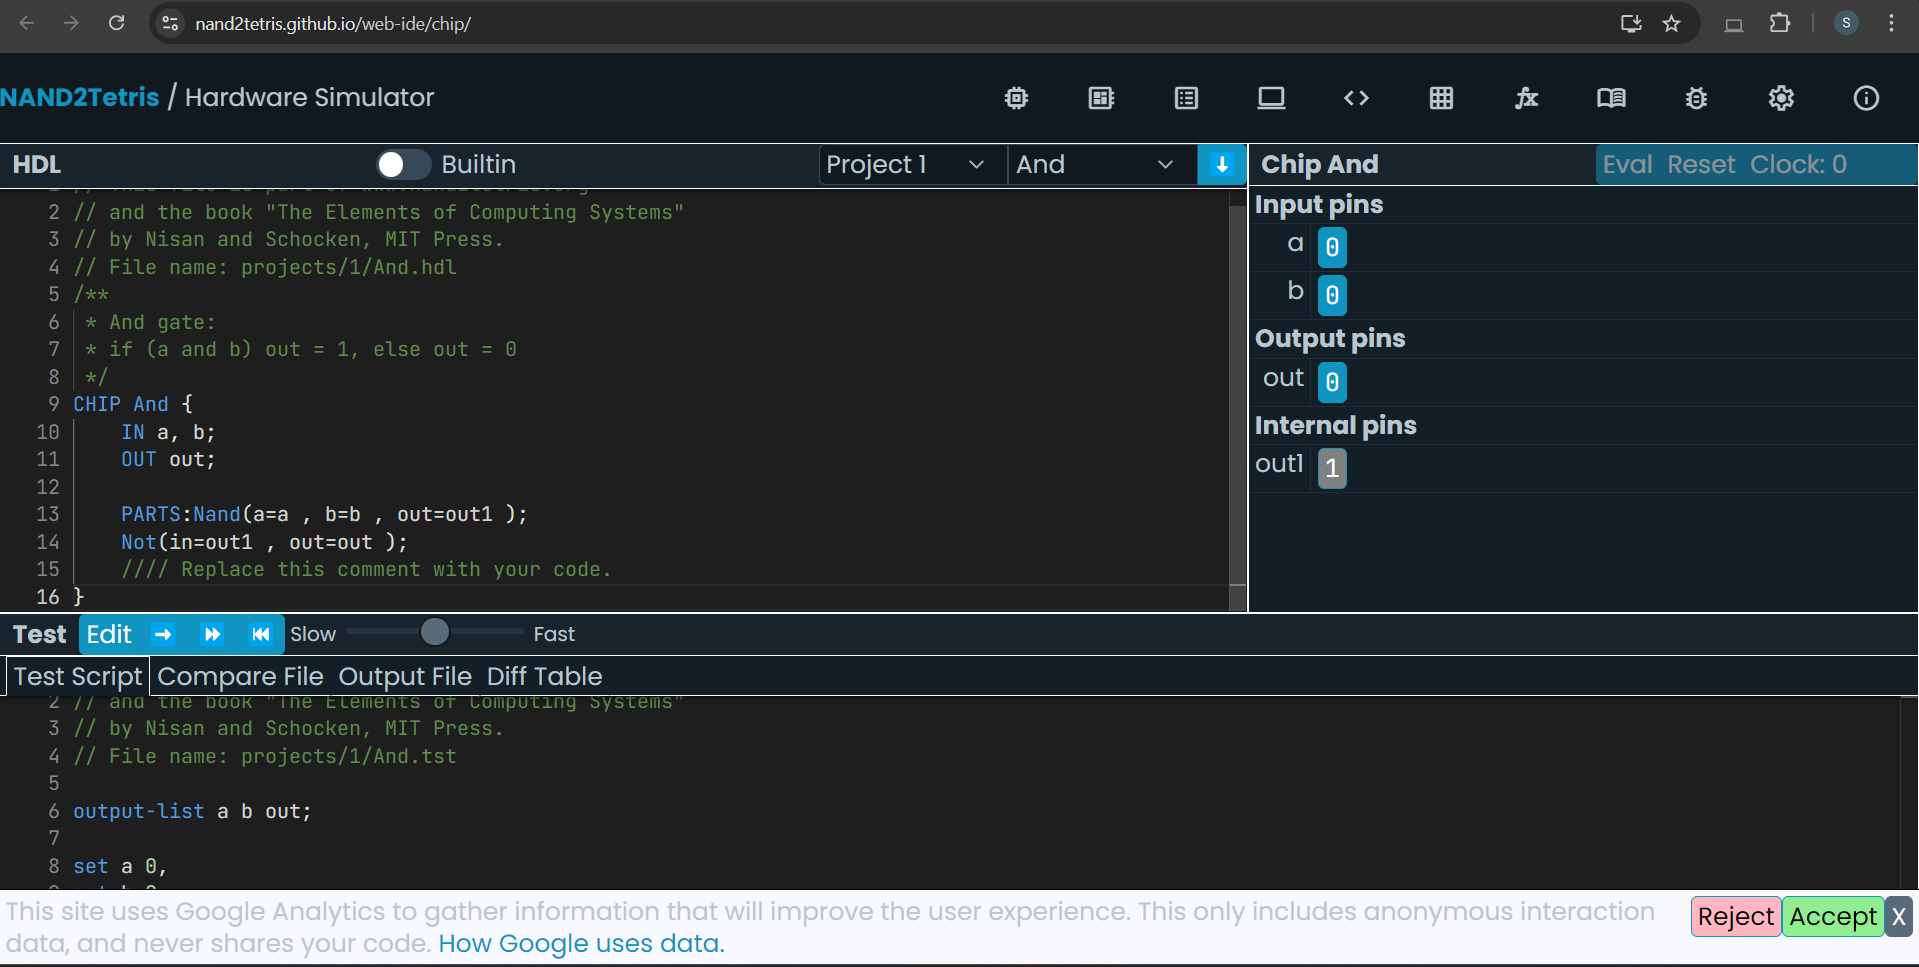 nand2tetris.github.io/web-ide/chip/
S
NAND2Tetris / Hardware Simulator
HDL
Builtin
Project 1
And
2 // and the book "The Elements of Computing Systems"
3 // by Nisan and Schocken, MIT Press.
4 // File name: projects/1/And.hdl
5 /**
6 * And gate:
7 * if (a and b) out = 1, else out = 0
8 */
9 CHIP And {
10 IN a, b;
11 OUT out;
12
13 PARTS:Nand(a=a , b=b , out=out1 );
14 Not(in=out1 , out=out );
15 //// Replace this comment with your code.
16 }
Chip And
Eval Reset Clock: 0
Input pins
a 0
b 0
Output pins
out 0
Internal pins
out1 1
Test Edit Slow Fast
Test Script Compare File Output File Diff Table
2 // and the book "The Elements of Computing Systems"
3 // by Nisan and Schocken, MIT Press.
4 // File name: projects/1/And.tst
5
6 output-list a b out;
7
8 set a 0,
This site uses Google Analytics to gather information that will improve the user experience. This only includes anonymous interaction
data, and never shares your code. How Google uses data.
Reject Accept X